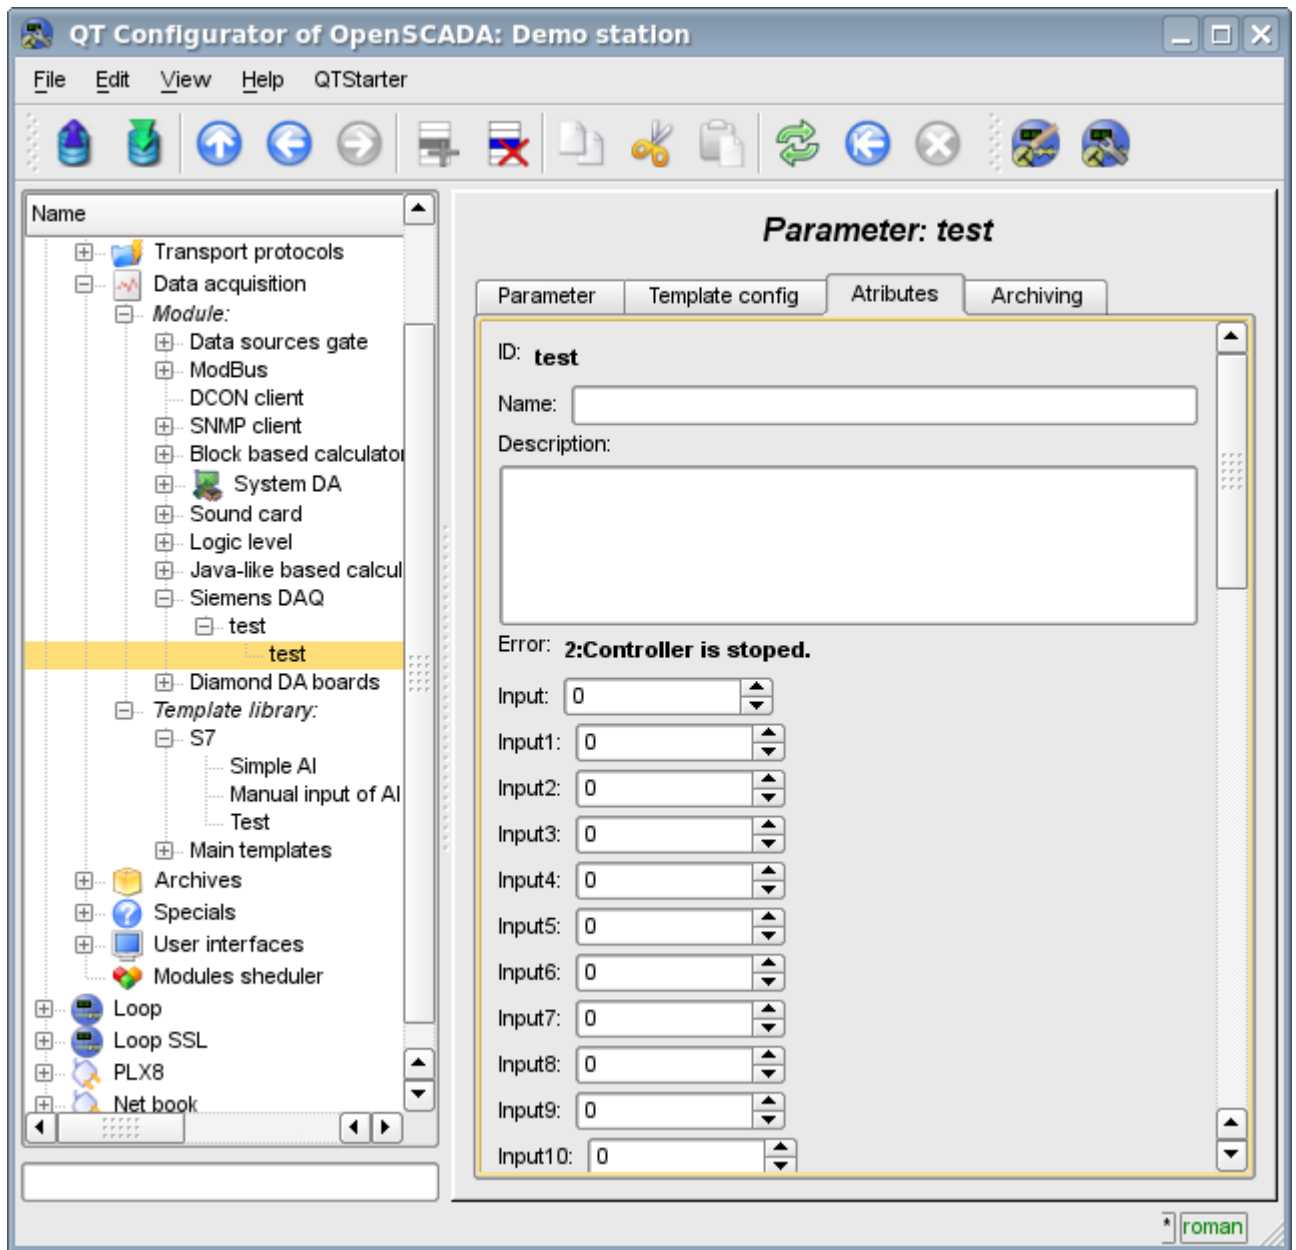 QT Configurator of OpenSCADA: Demo station
File Edit View Help QTStarter
Name
Transport protocols
Data acquisition
Module:
Data sources gate
ModBus
DCON client
SNMP client
Block based calculator
System DA
Sound card
Logic level
Java-like based calcul
Siemens DAQ
test
test
Diamond DA boards
Template library:
S7
Simple AI
Manual input of AI
Test
Main templates
Archives
Specials
User interfaces
Modules sheduler
Loop
Loop SSL
PLX8
Net book
Parameter: test
Parameter Template config Atributes Archiving
ID: test
Name:
Description:
Error: 2:Controller is stoped.
Input: 0
Input1: 0
Input2: 0
Input3: 0
Input4: 0
Input5: 0
Input6: 0
Input7: 0
Input8: 0
Input9: 0
Input10: 0
* roman